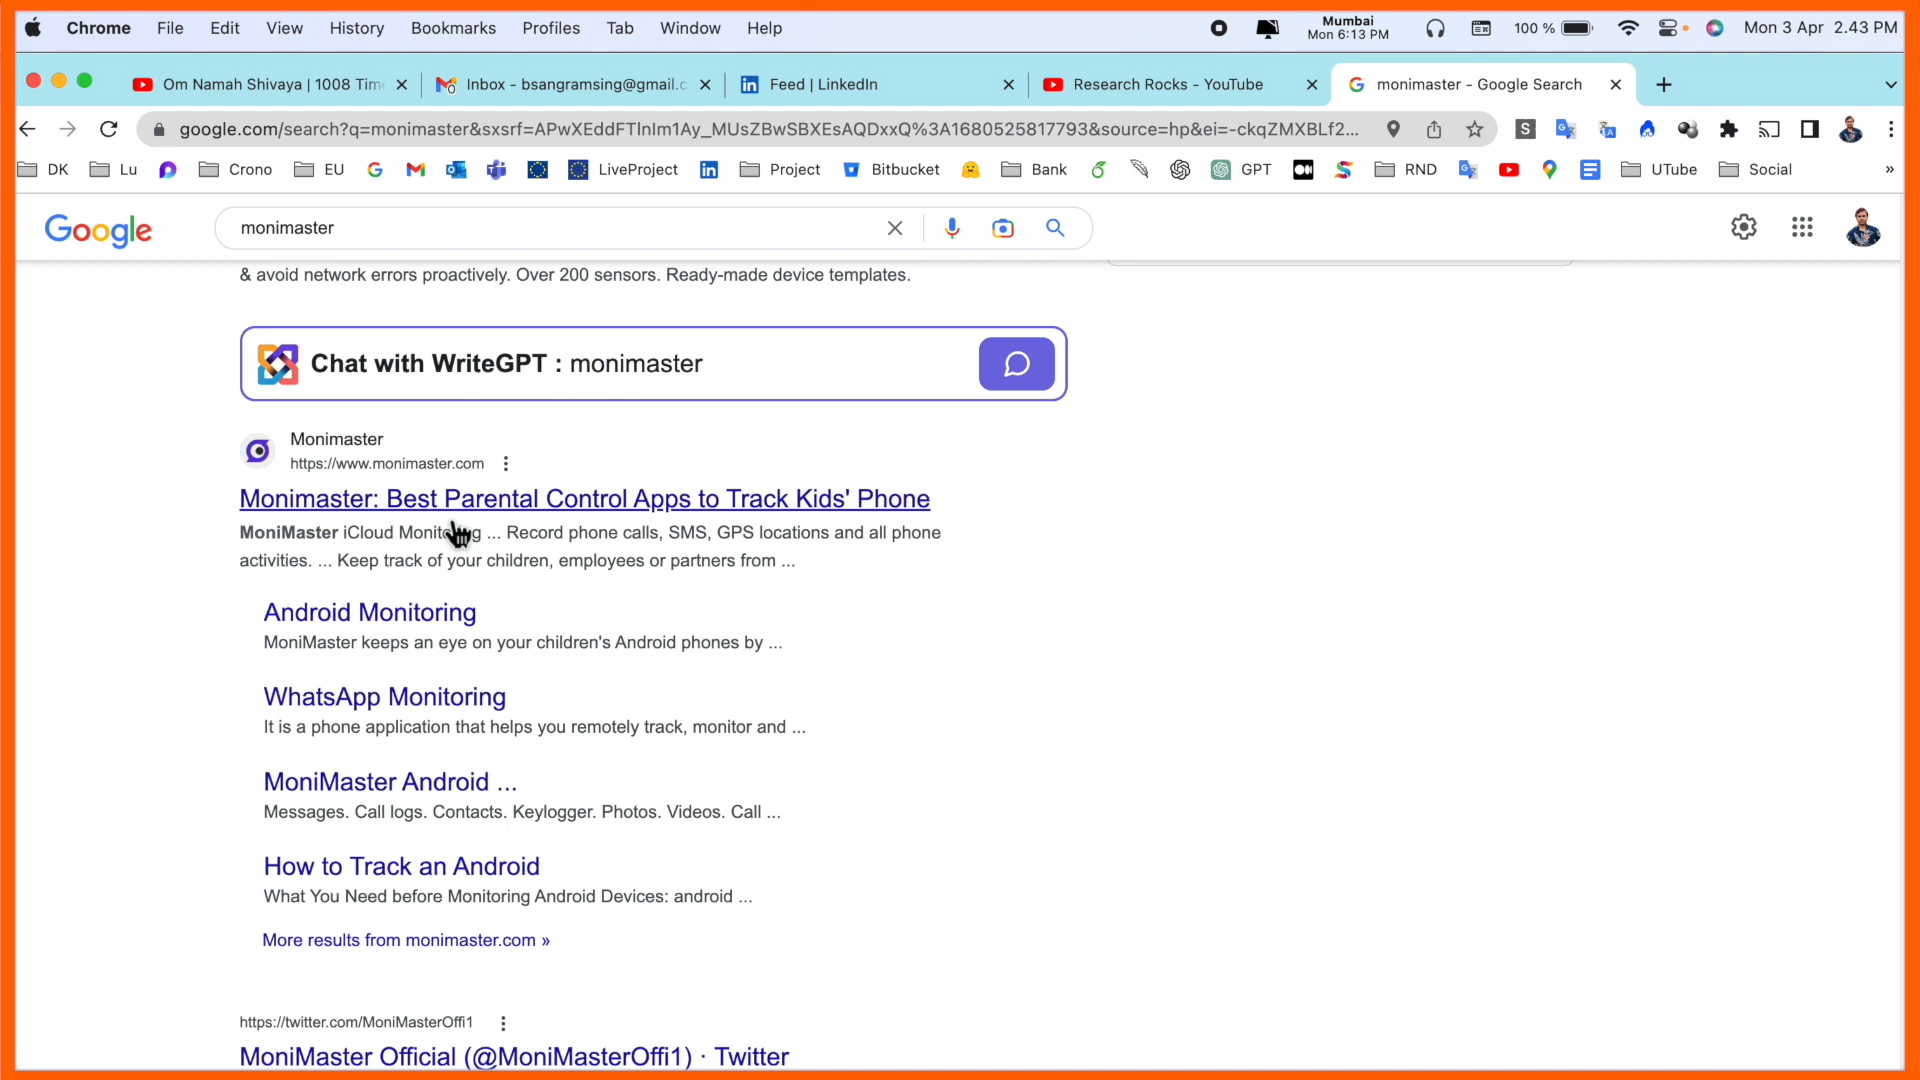 Chrome File Edit View History Bookmarks Profiles Tab Window Help
Mumbai
Mon 6:13 PM
100 %
Mon 3 Apr 2.43 PM
Om Namah Shivaya | 1008 Tim
Inbox - bsangramsing@gmail.c
Feed | LinkedIn
Research Rocks - YouTube
monimaster - Google Search
google.com/search?q=monimaster&sxsrf=APwXEddFTlnIm1Ay_MUsZBwSBXEsAQDxxQ%3A1680525817793&source=hp&ei=-ckqZMXBLf2...
DK Lu Crono EU LiveProject Project Bitbucket Bank GPT RND UTube Social »
Google
monimaster
& avoid network errors proactively. Over 200 sensors. Ready-made device templates.
Chat with WriteGPT : monimaster
Monimaster
https://www.monimaster.com
Monimaster: Best Parental Control Apps to Track Kids' Phone
MoniMaster iCloud Monitoring ... Record phone calls, SMS, GPS locations and all phone
activities. ... Keep track of your children, employees or partners from ...
Android Monitoring
MoniMaster keeps an eye on your children's Android phones by ...
WhatsApp Monitoring
It is a phone application that helps you remotely track, monitor and ...
MoniMaster Android ...
Messages. Call logs. Contacts. Keylogger. Photos. Videos. Call ...
How to Track an Android
What You Need before Monitoring Android Devices: android ...
More results from monimaster.com »
https://twitter.com/MoniMasterOffi1
MoniMaster Official (@MoniMasterOffi1) · Twitter